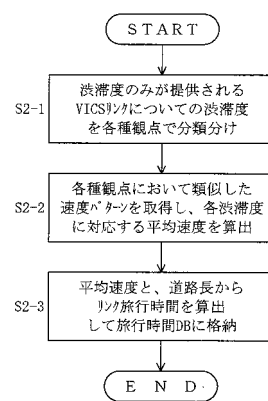 START
S2-1
渋滞度のみが提供される
VICSリンクについての渋滞度
を各種観点で分類分け
S2-2
各種観点において類似した
速度パターンを取得し、各渋滞度
に対応する平均速度を算出
S2-3
平均速度と、道路長から
リンク旅行時間を算出
して旅行時間DBに格納
END